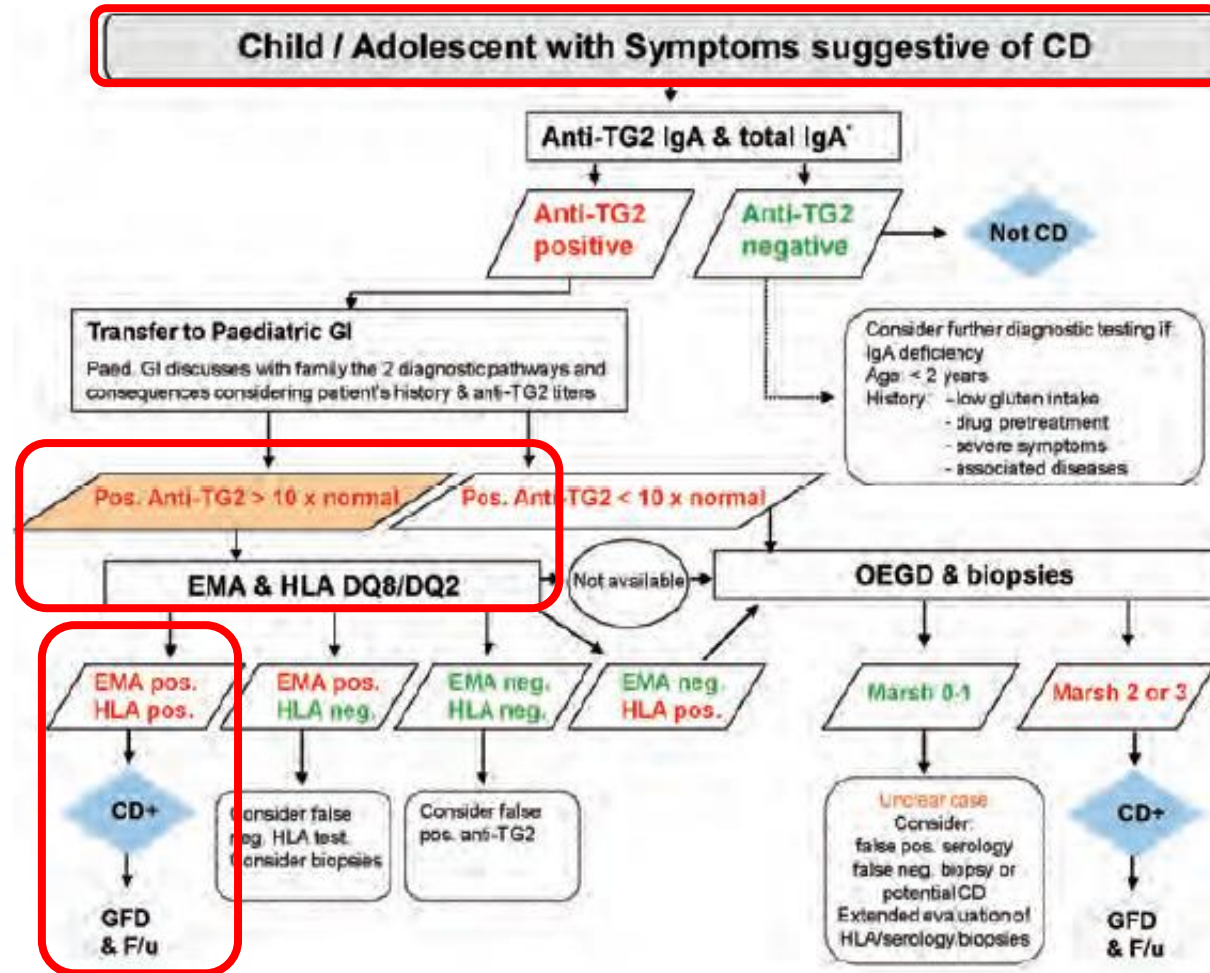 Child / Adolescent with Symptoms suggestive of CD
Anti-TG2 IgA & total IgA*
Anti-TG2
positive
Anti-TG2
negative
Not CD
Transfer to Paediatric GI
Paed. GI discusses with family the 2 diagnostic pathways and
consequences considering patient's history & anti-TG2 titers
Consider further diagnostic testing if:
IgA deficiency
Age: < 2 years
History: - low gluten intake
- drug pretreatment
- severe symptoms
- associated diseases
Pos. Anti-TG2 > 10 x normal
Pos. Anti-TG2 < 10 x normal
EMA & HLA DQ8/DQ2
Not available
OEGD & biopsies
EMA pos.
HLA pos.
EMA pos.
HLA neg.
EMA neg.
HLA neg.
EMA neg.
HLA pos.
Marsh 0-1
Marsh 2 or 3
CD+
Consider false
neg. HLA test.
Consider biopsies
Consider false
pos. anti-TG2
Unclear case
Consider:
false pos. serology
false neg. biopsy or
potential CD
Extended evaluation of
HLA/serology/biopsies
CD+
GFD
& F/u
GFD
& F/u